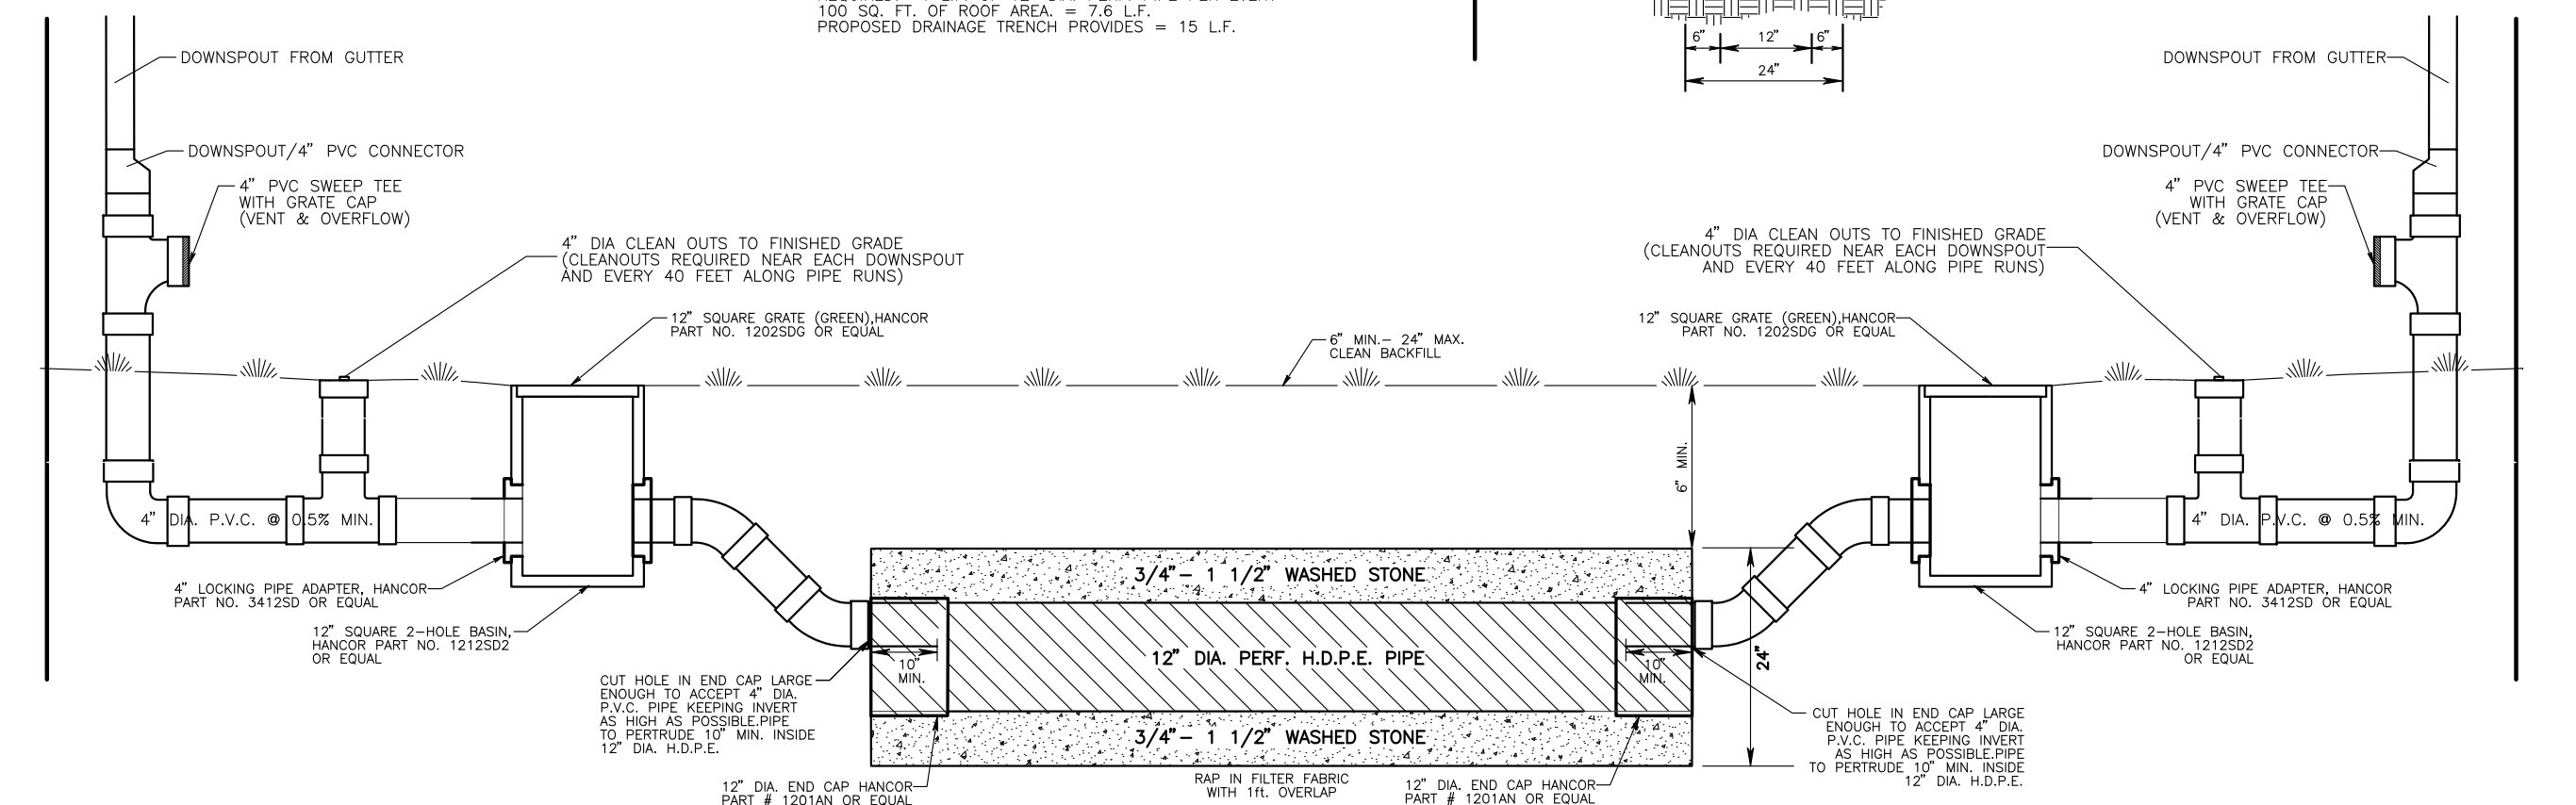 100 SQ. FT. OF ROOF AREA. = 7.6 L.F.
PROPOSED DRAINAGE TRENCH PROVIDES = 15 L.F.
6"
12"
6"
24"
DOWNSPOUT FROM GUTTER
DOWNSPOUT/4" PVC CONNECTOR
4" PVC SWEEP TEE
WITH GRATE CAP
(VENT & OVERFLOW)
4" DIA CLEAN OUTS TO FINISHED GRADE
(CLEANOUTS REQUIRED NEAR EACH DOWNSPOUT
AND EVERY 40 FEET ALONG PIPE RUNS)
12" SQUARE GRATE (GREEN),HANCOR
PART NO. 1202SDG OR EQUAL
6" MIN.- 24" MAX.
CLEAN BACKFILL
DOWNSPOUT FROM GUTTER
DOWNSPOUT/4" PVC CONNECTOR
4" PVC SWEEP TEE
WITH GRATE CAP
(VENT & OVERFLOW)
4" DIA CLEAN OUTS TO FINISHED GRADE
(CLEANOUTS REQUIRED NEAR EACH DOWNSPOUT
AND EVERY 40 FEET ALONG PIPE RUNS)
12" SQUARE GRATE (GREEN),HANCOR
PART NO. 1202SDG OR EQUAL
6" MIN.
4" DIA. P.V.C. @ 0.5% MIN.
4" DIA. P.V.C. @ 0.5% MIN.
4" LOCKING PIPE ADAPTER, HANCOR
PART NO. 3412SD OR EQUAL
12" SQUARE 2-HOLE BASIN,
HANCOR PART NO. 1212SD2
OR EQUAL
3/4"- 1 1/2" WASHED STONE
12" DIA. PERF. H.D.P.E. PIPE
3/4"- 1 1/2" WASHED STONE
10"
MIN.
10"
MIN.
24"
4" LOCKING PIPE ADAPTER, HANCOR
PART NO. 3412SD OR EQUAL
12" SQUARE 2-HOLE BASIN,
HANCOR PART NO. 1212SD2
OR EQUAL
CUT HOLE IN END CAP LARGE
ENOUGH TO ACCEPT 4" DIA.
P.V.C. PIPE KEEPING INVERT
AS HIGH AS POSSIBLE.PIPE
TO PERTRUDE 10" MIN. INSIDE
12" DIA. H.D.P.E.
CUT HOLE IN END CAP LARGE
ENOUGH TO ACCEPT 4" DIA.
P.V.C. PIPE KEEPING INVERT
AS HIGH AS POSSIBLE.PIPE
TO PERTRUDE 10" MIN. INSIDE
12" DIA. H.D.P.E.
12" DIA. END CAP HANCOR
PART # 1201AN OR EQUAL
RAP IN FILTER FABRIC
WITH 1ft. OVERLAP
12" DIA. END CAP HANCOR
PART # 1201AN OR EQUAL